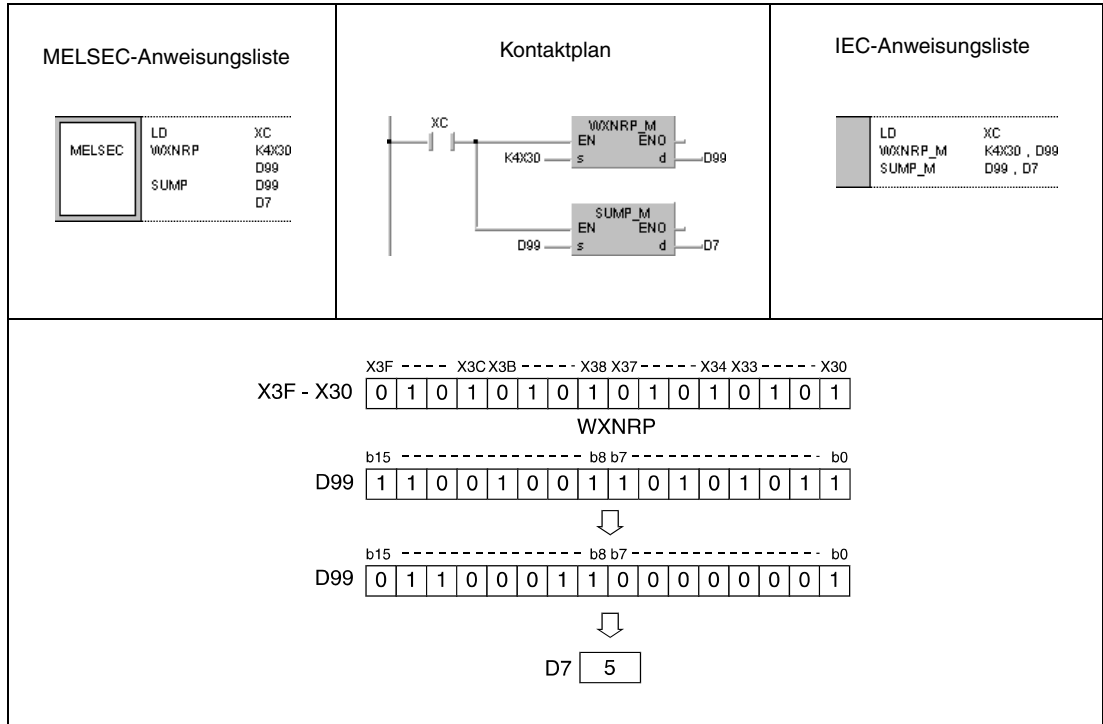 MELSEC-Anweisungsliste
Kontaktplan
IEC-Anweisungsliste
MELSEC
LD XC
WXNRP K4X30
D99
SUMP D99
D7
XC
WXNRP_M
EN ENO
K4X30 s d D99
SUMP_M
EN ENO
D99 s d D7
LD XC
WXNRP_M K4X30 , D99
SUMP_M D99 , D7
X3F - - - - X3C X3B - - - - - X38 X37 - - - - - X34 X33 - - - - - X30
X3F - X30 0 1 0 1 0 1 0 1 0 1 0 1 0 1 0 1
WXNRP
b15 - - - - - - - - - - - - - b8 b7 - - - - - - - - - - - - - b0
D99 1 1 0 0 1 0 0 1 1 0 1 0 1 0 1 1
b15 - - - - - - - - - - - - - b8 b7 - - - - - - - - - - - - - b0
D99 0 1 1 0 0 0 1 1 0 0 0 0 0 0 0 1
D7 5